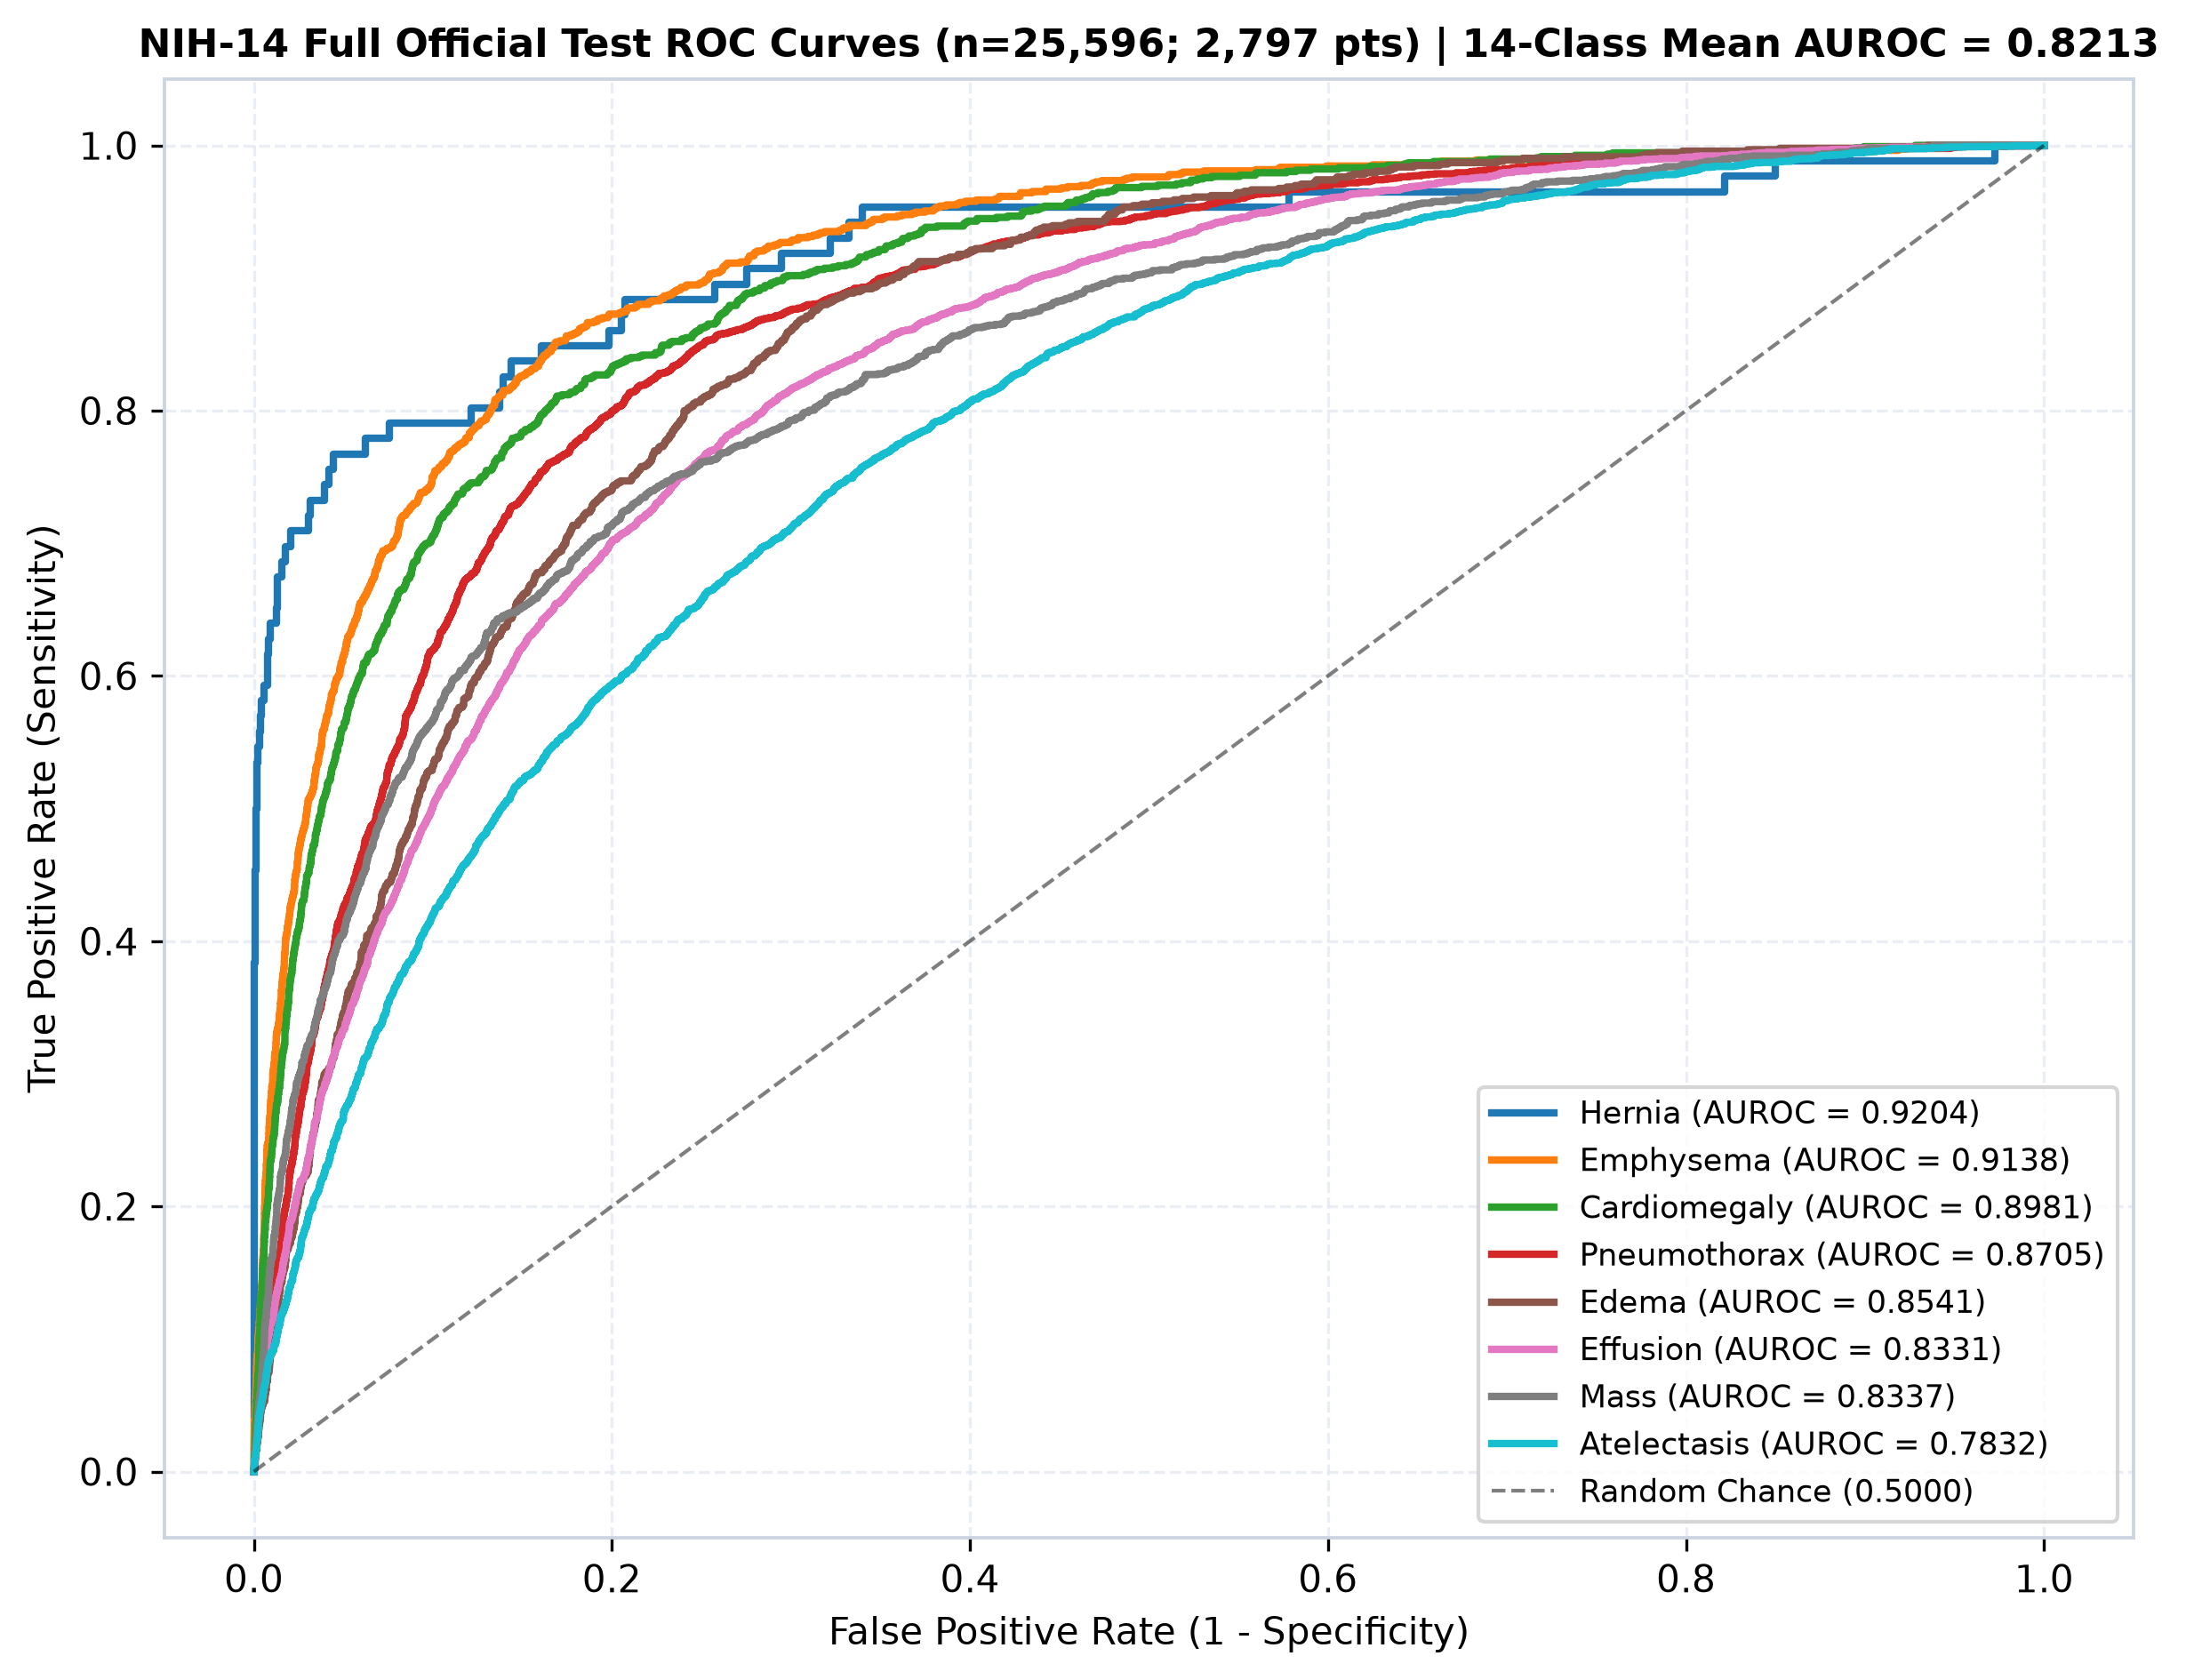 NIH-14 Full Official Test ROC Curves (n=25,596; 2,797 pts) | 14-Class Mean AUROC = 0.8213
True Positive Rate (Sensitivity)
1.0
0.8
0.6
0.4
0.2
0.0
Hernia (AUROC = 0.9204)
Emphysema (AUROC = 0.9138)
Cardiomegaly (AUROC = 0.8981)
Pneumothorax (AUROC = 0.8705)
Edema (AUROC = 0.8541)
Effusion (AUROC = 0.8331)
Mass (AUROC = 0.8337)
Atelectasis (AUROC = 0.7832)
Random Chance (0.5000)
0.0 0.2 0.4 0.6 0.8 1.0
False Positive Rate (1 - Specificity)